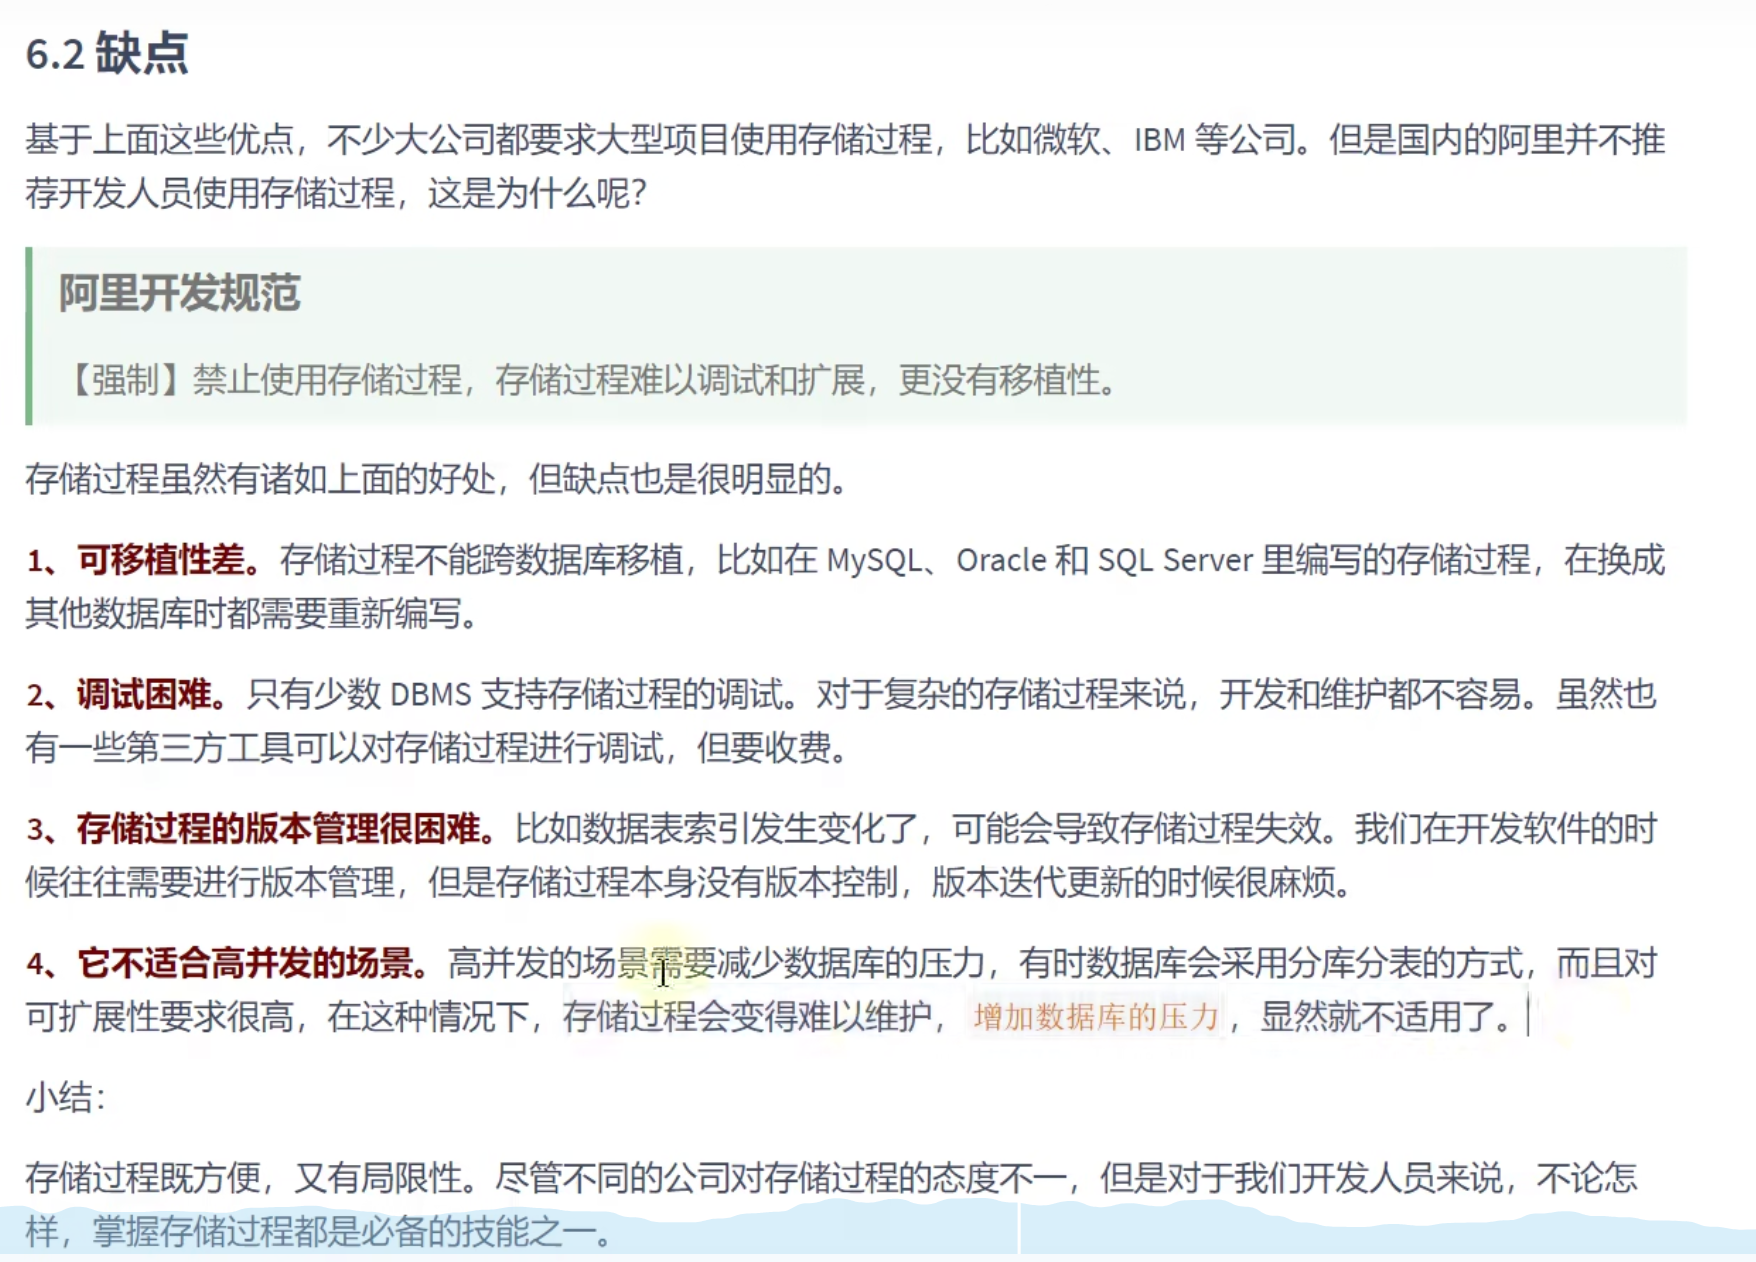 6.2 缺点
基于上面这些优点，不少大公司都要求大型项目使用存储过程，比如微软、IBM 等公司。但是国内的阿里并不推
荐开发人员使用存储过程，这是为什么呢？
阿里开发规范
【强制】禁止使用存储过程，存储过程难以调试和扩展，更没有移植性。
存储过程虽然有诸如上面的好处，但缺点也是很明显的。
1、可移植性差。存储过程不能跨数据库移植，比如在 MySQL、Oracle 和 SQL Server 里编写的存储过程，在换成
其他数据库时都需要重新编写。
2、调试困难。只有少数 DBMS 支持存储过程的调试。对于复杂的存储过程来说，开发和维护都不容易。虽然也
有一些第三方工具可以对存储过程进行调试，但要收费。
3、存储过程的版本管理很困难。比如数据表索引发生变化了，可能会导致存储过程失效。我们在开发软件的时
候往往需要进行版本管理，但是存储过程本身没有版本控制，版本迭代更新的时候很麻烦。
4、它不适合高并发的场景。高并发的场景需要减少数据库的压力，有时数据库会采用分库分表的方式，而且对
可扩展性要求很高，在这种情况下，存储过程会变得难以维护， 增加数据库的压力 ，显然就不适用了。
小结：
存储过程既方便，又有局限性。尽管不同的公司对存储过程的态度不一，但是对于我们开发人员来说，不论怎
样，掌握存储过程都是必备的技能之一。